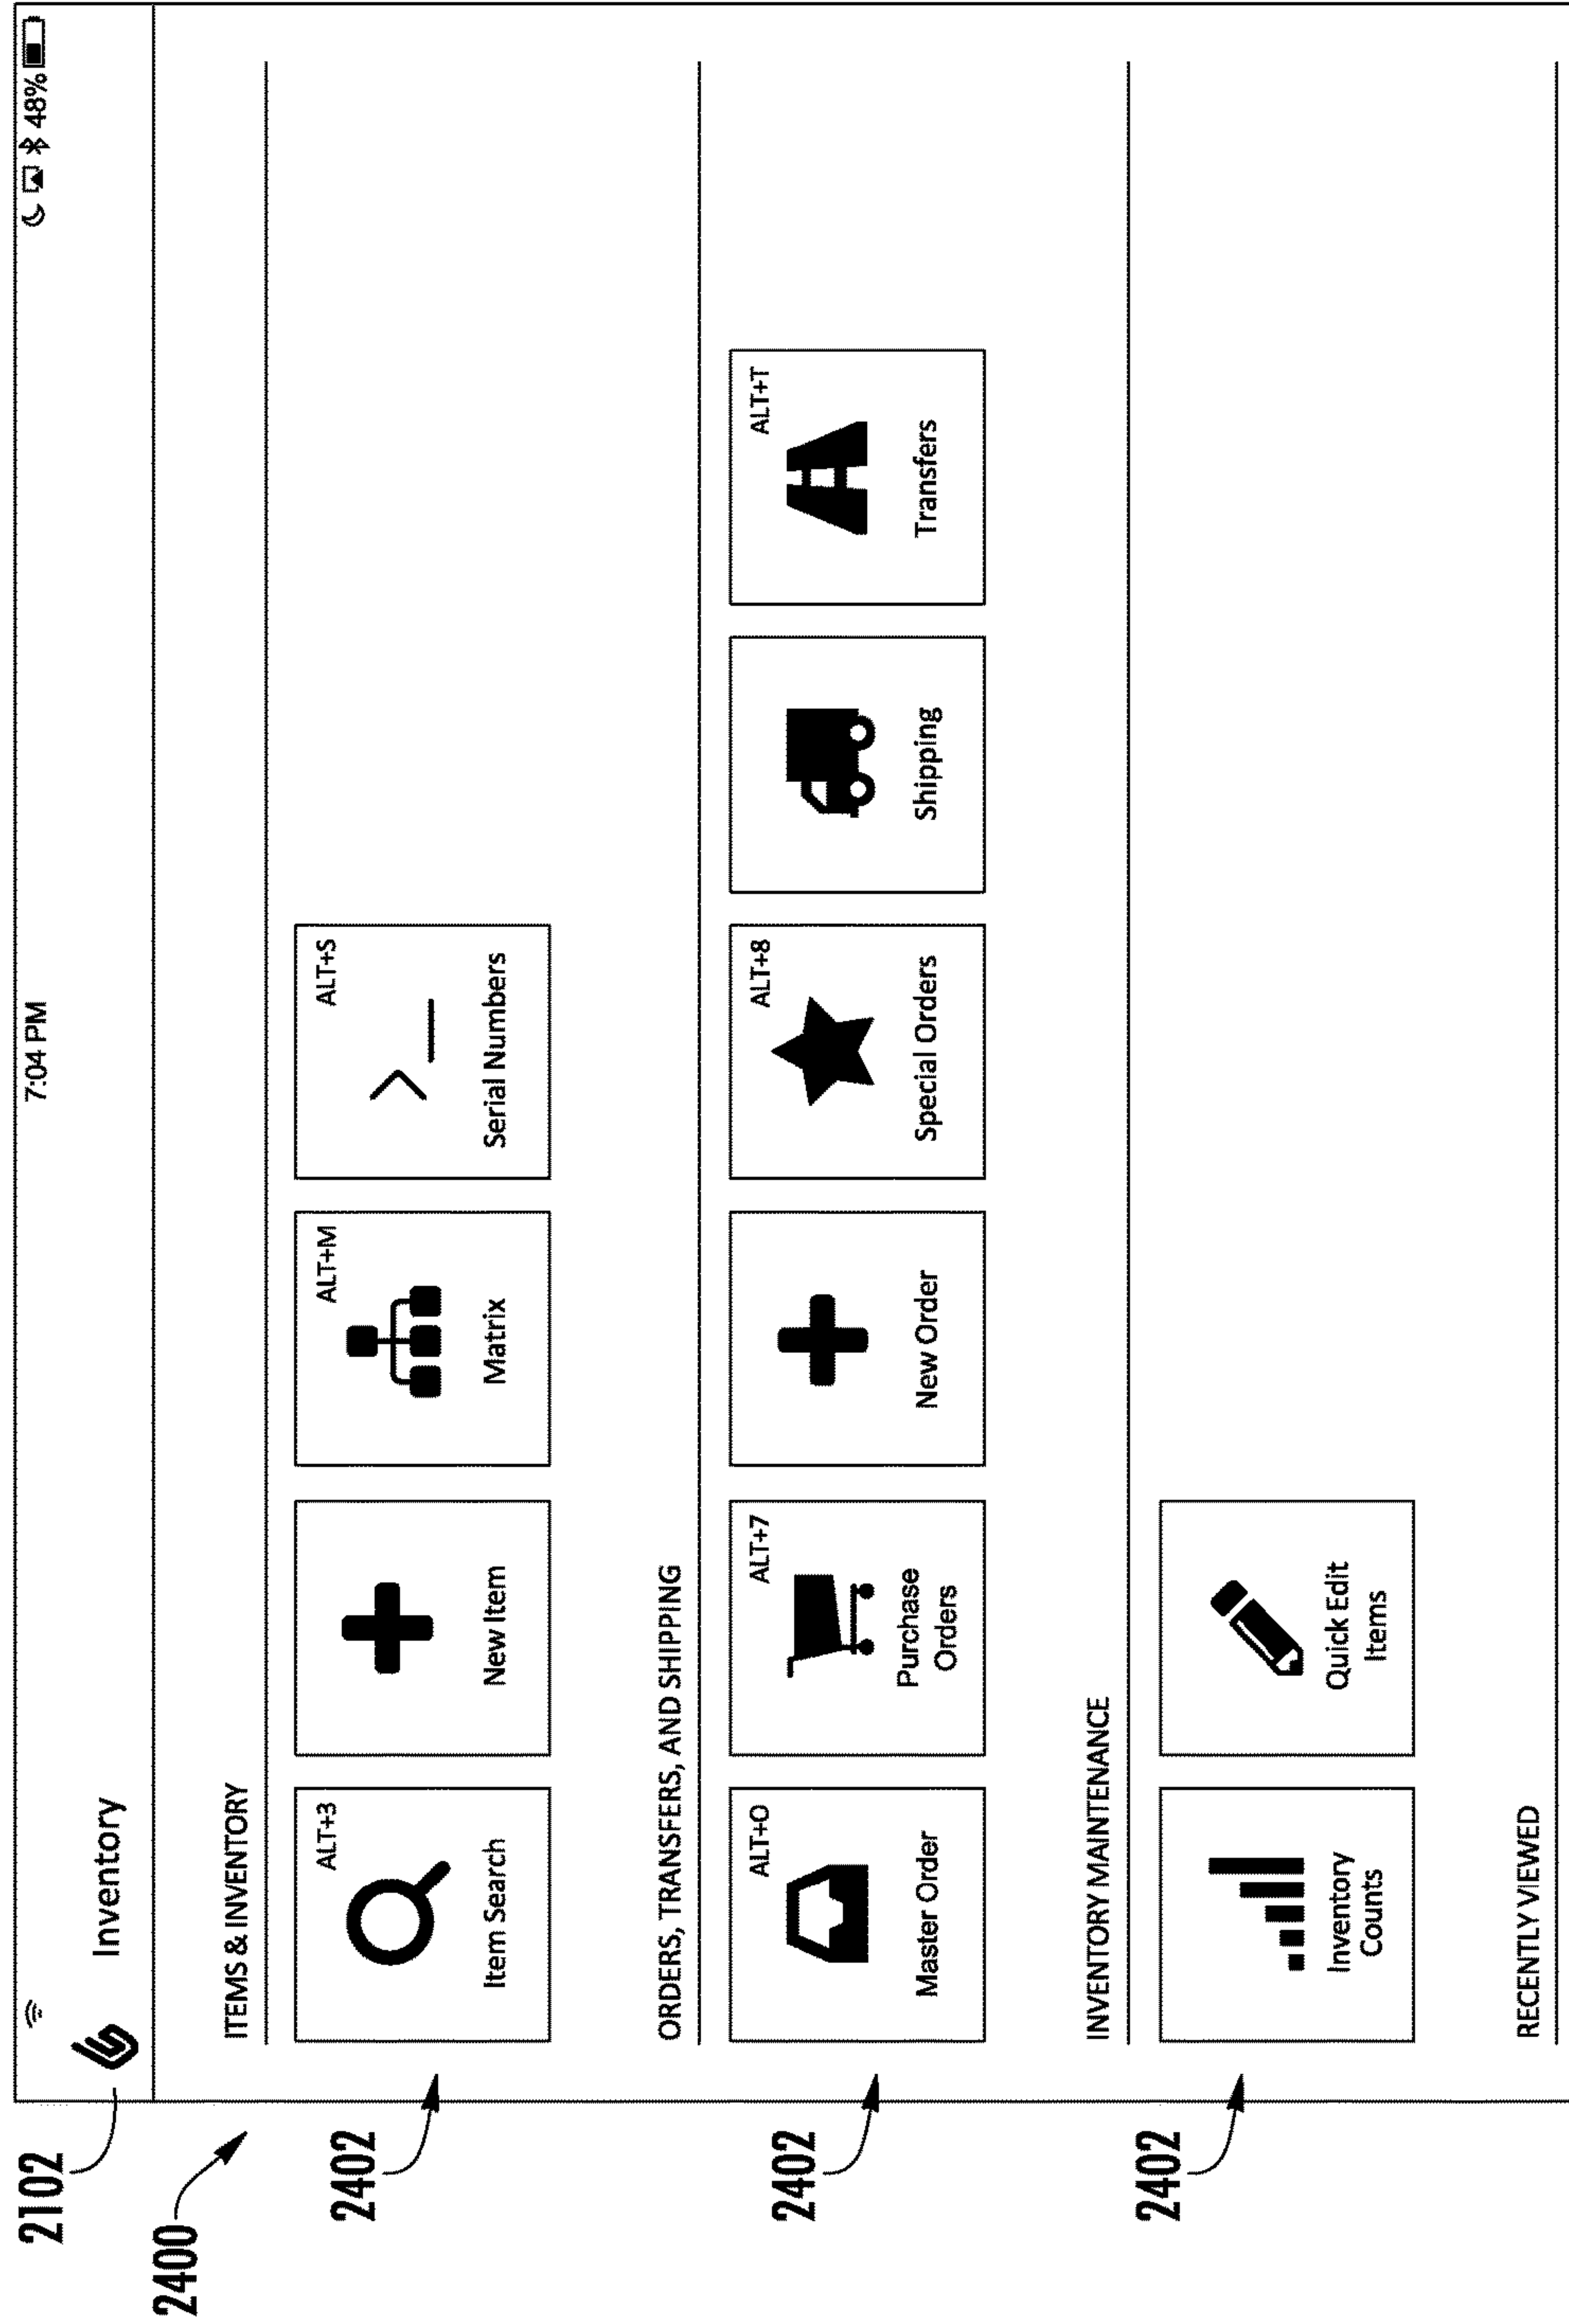 7:04 PM
48%
2102
Inventory
2400
ITEMS & INVENTORY
2402
ALT+3
ALT+M
ALT+S
Item Search
New Item
Matrix
Serial Numbers
ORDERS, TRANSFERS, AND SHIPPING
2402
ALT+O
ALT+7
ALT+8
ALT+T
Master Order
Purchase
Orders
New Order
Special Orders
Shipping
Transfers
INVENTORY MAINTENANCE
2402
Inventory
Counts
Quick Edit
Items
RECENTLY VIEWED